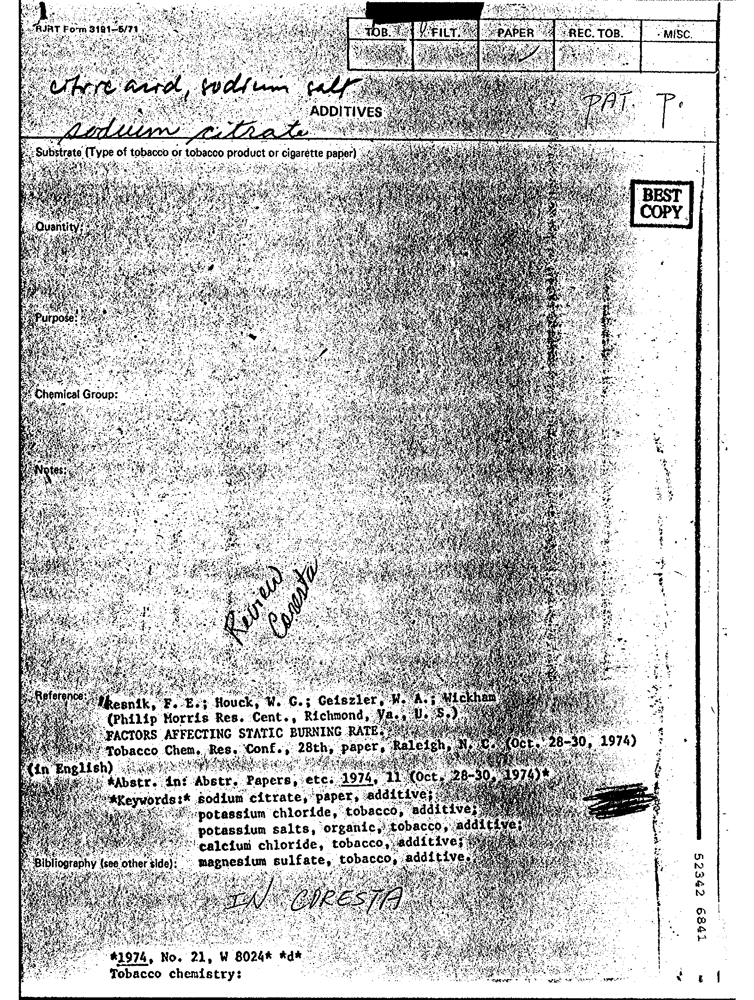 RJRT Form 3191-5/71
TOB. FILT. PAPER REC. TOB. MISC.
citric acid, sodium salt
ADDITIVES
PAT. P.
sodium citrate
Substrate (Type of tobacco or tobacco product or cigarette paper)
BEST
COPY
Quantity:
Purpose:
Chemical Group:
Notes:
Review
Coresta
Reference: Resnik, F. E.; Houck, W. G.; Geiszler, W. A.; Wickham
(Philip Morris Res. Cent., Richmond, Va., U. S.)
FACTORS AFFECTING STATIC BURNING RATE.
Tobacco Chem. Res. Conf., 28th, paper, Raleigh, N. C. (Oct. 28-30, 1974)
(in English)
*Abstr. in: Abstr. Papers, etc. 1974, 11 (Oct. 28-30, 1974)*
*Keywords:* sodium citrate, paper, additive;
potassium chloride, tobacco, additive;
potassium salts, organic, tobacco, additive;
calcium chloride, tobacco, additive;
Bibliography (see other side): magnesium sulfate, tobacco, additive.
IN CORESTA
52342 6841
*1974, No. 21, W 8024* *d*
Tobacco chemistry: